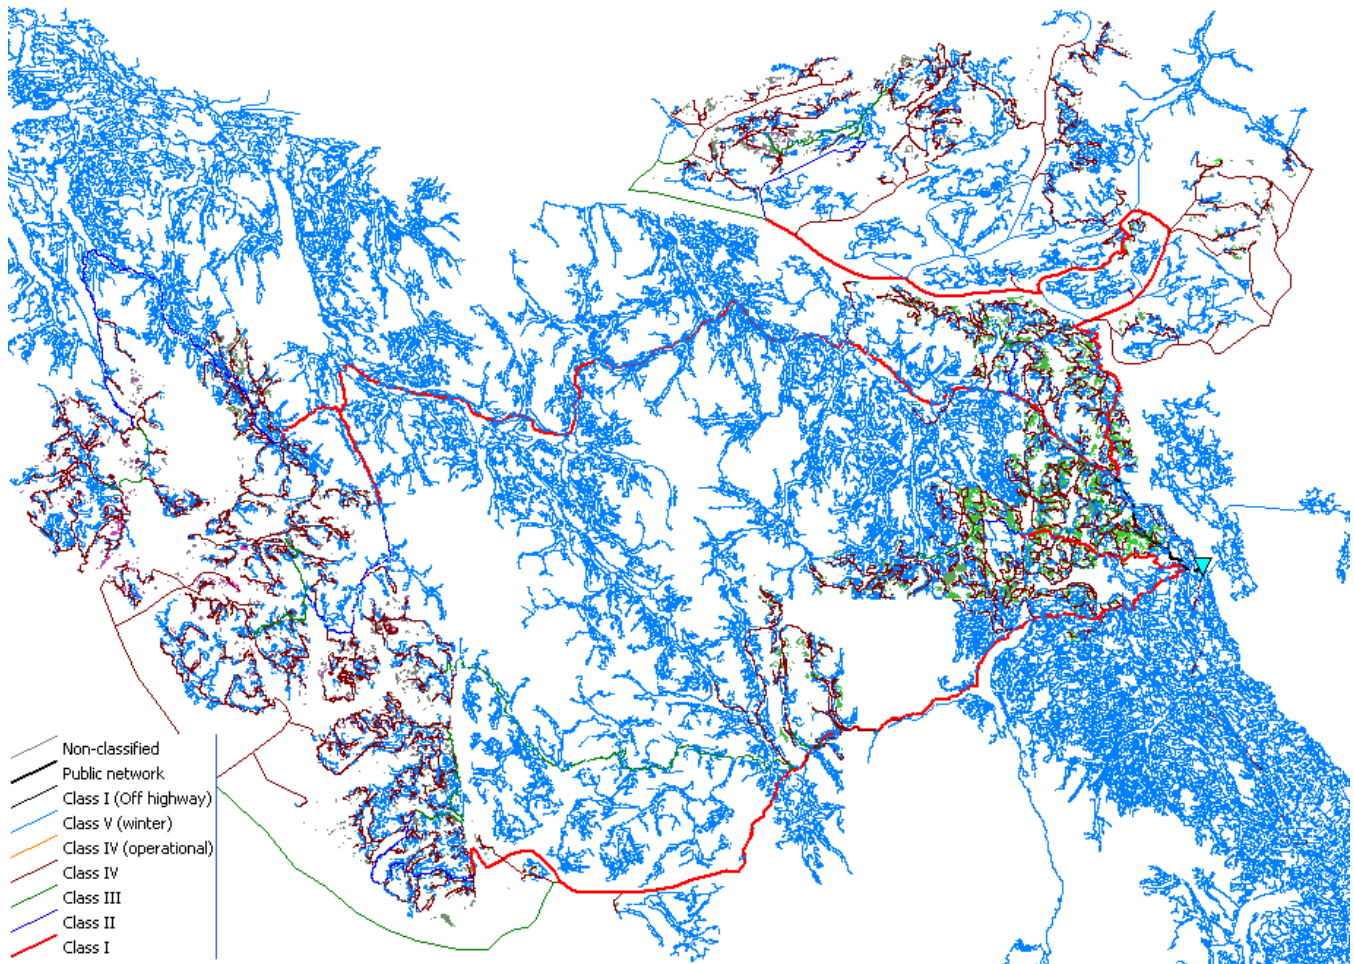 Non-classified
Public network
Class I (Off highway)
Class V (winter)
Class IV (operational)
Class IV
Class III
Class II
Class I